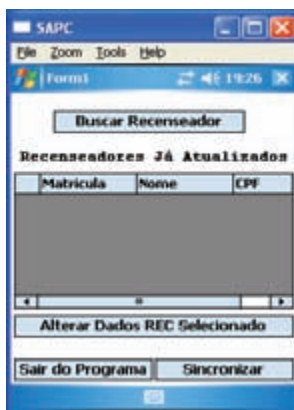 SAPC
File Zoom Tools Help
Form1 19:26
Buscar Recenseador
Recenseadores Já Atualizados
Matrícula Nome CPF
Alterar Dados REC Selecionado
Sair do Programa Sincronizar